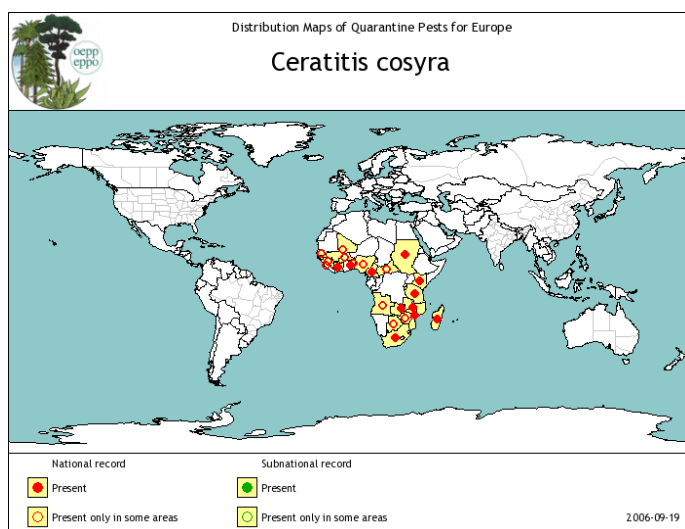 Distribution Maps of Quarantine Pests for Europe
oepp
eppo
Ceratitis cosyra
National record
Subnational record
Present
Present
Present only in some areas
Present only in some areas
2006-09-19